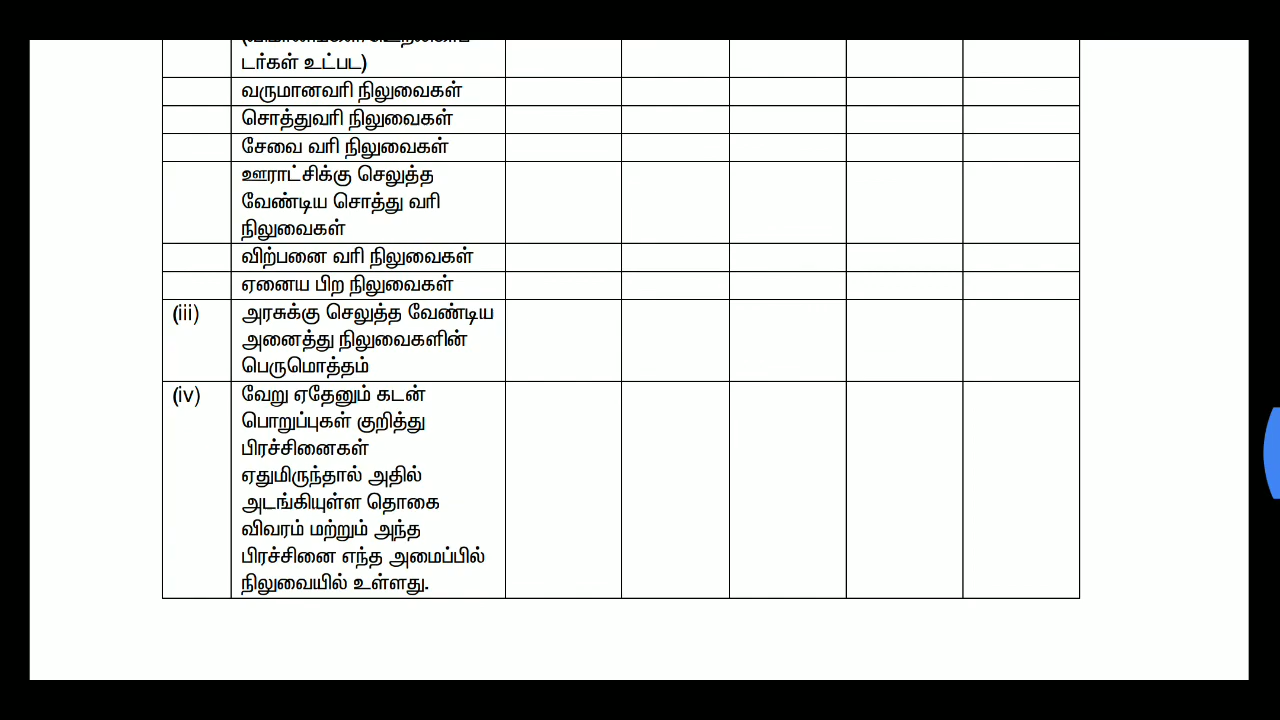 டர்கள் உட்பட)
வருமானவரி நிலுவைகள்
சொத்துவரி நிலுவைகள்
சேவை வரி நிலுவைகள்
ஊராட்சிக்கு செலுத்த
வேண்டிய சொத்து வரி
நிலுவைகள்
விற்பனை வரி நிலுவைகள்
ஏனைய பிற நிலுவைகள்
(iii) அரசுக்கு செலுத்த வேண்டிய
அனைத்து நிலுவைகளின்
பெருமொத்தம்
(iv) வேறு ஏதேனும் கடன்
பொறுப்புகள் குறித்து
பிரச்சினைகள்
ஏதுமிருந்தால் அதில்
அடங்கியுள்ள தொகை
விவரம் மற்றும் அந்த
பிரச்சினை எந்த அமைப்பில்
நிலுவையில் உள்ளது.